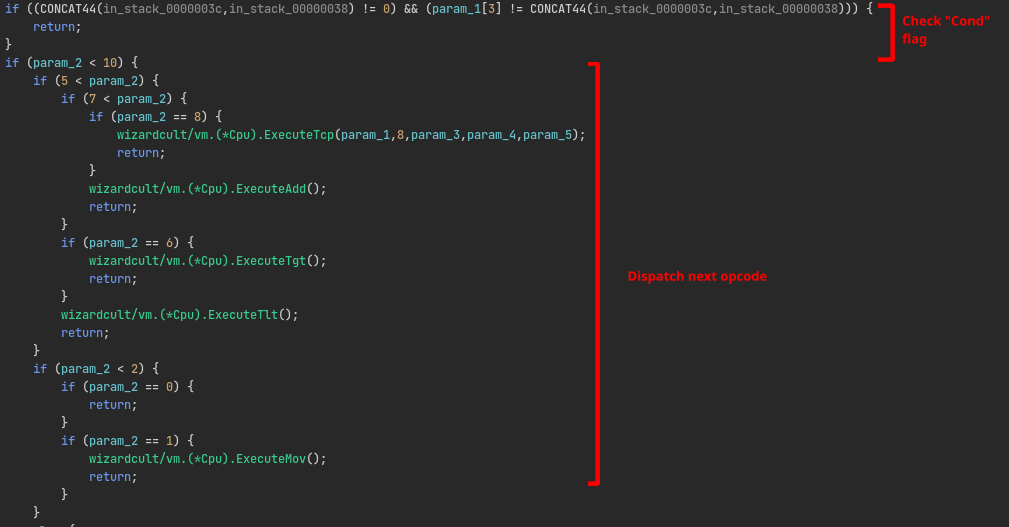 if ((CONCAT44(in_stack_0000003c,in_stack_00000038) != 0) && (param_1[3] != CONCAT44(in_stack_0000003c,in_stack_00000038))) {
    return;
}
Check "Cond"
flag
if (param_2 < 10) {
    if (5 < param_2) {
        if (7 < param_2) {
            if (param_2 == 8) {
                wizardcult/vm.(*Cpu).ExecuteTcp(param_1,8,param_3,param_4,param_5);
                return;
            }
            wizardcult/vm.(*Cpu).ExecuteAdd();
            return;
        }
        if (param_2 == 6) {
            wizardcult/vm.(*Cpu).ExecuteTgt();
            return;
        }
        wizardcult/vm.(*Cpu).ExecuteTlt();
        return;
    }
    if (param_2 < 2) {
        if (param_2 == 0) {
            return;
        }
        if (param_2 == 1) {
            wizardcult/vm.(*Cpu).ExecuteMov();
            return;
        }
    }
Dispatch next opcode